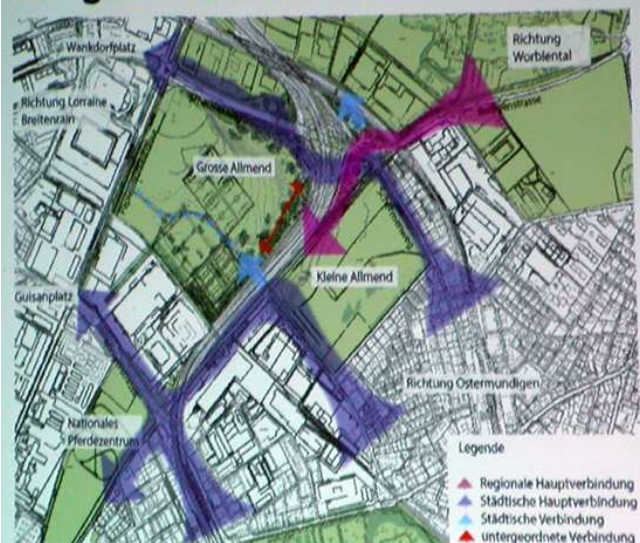 Wankdorfplatz
Richtung
Worblental
Richtung Lorraine
Breitenrain
Grosse Allmend
Kleine Allmend
Guisanplatz
Richtung Ostermundigen
Nationales
Pferdezentrum
Legende
Regionale Hauptverbindung
Städtische Hauptverbindung
Städtische Verbindung
untergeordnete Verbindung